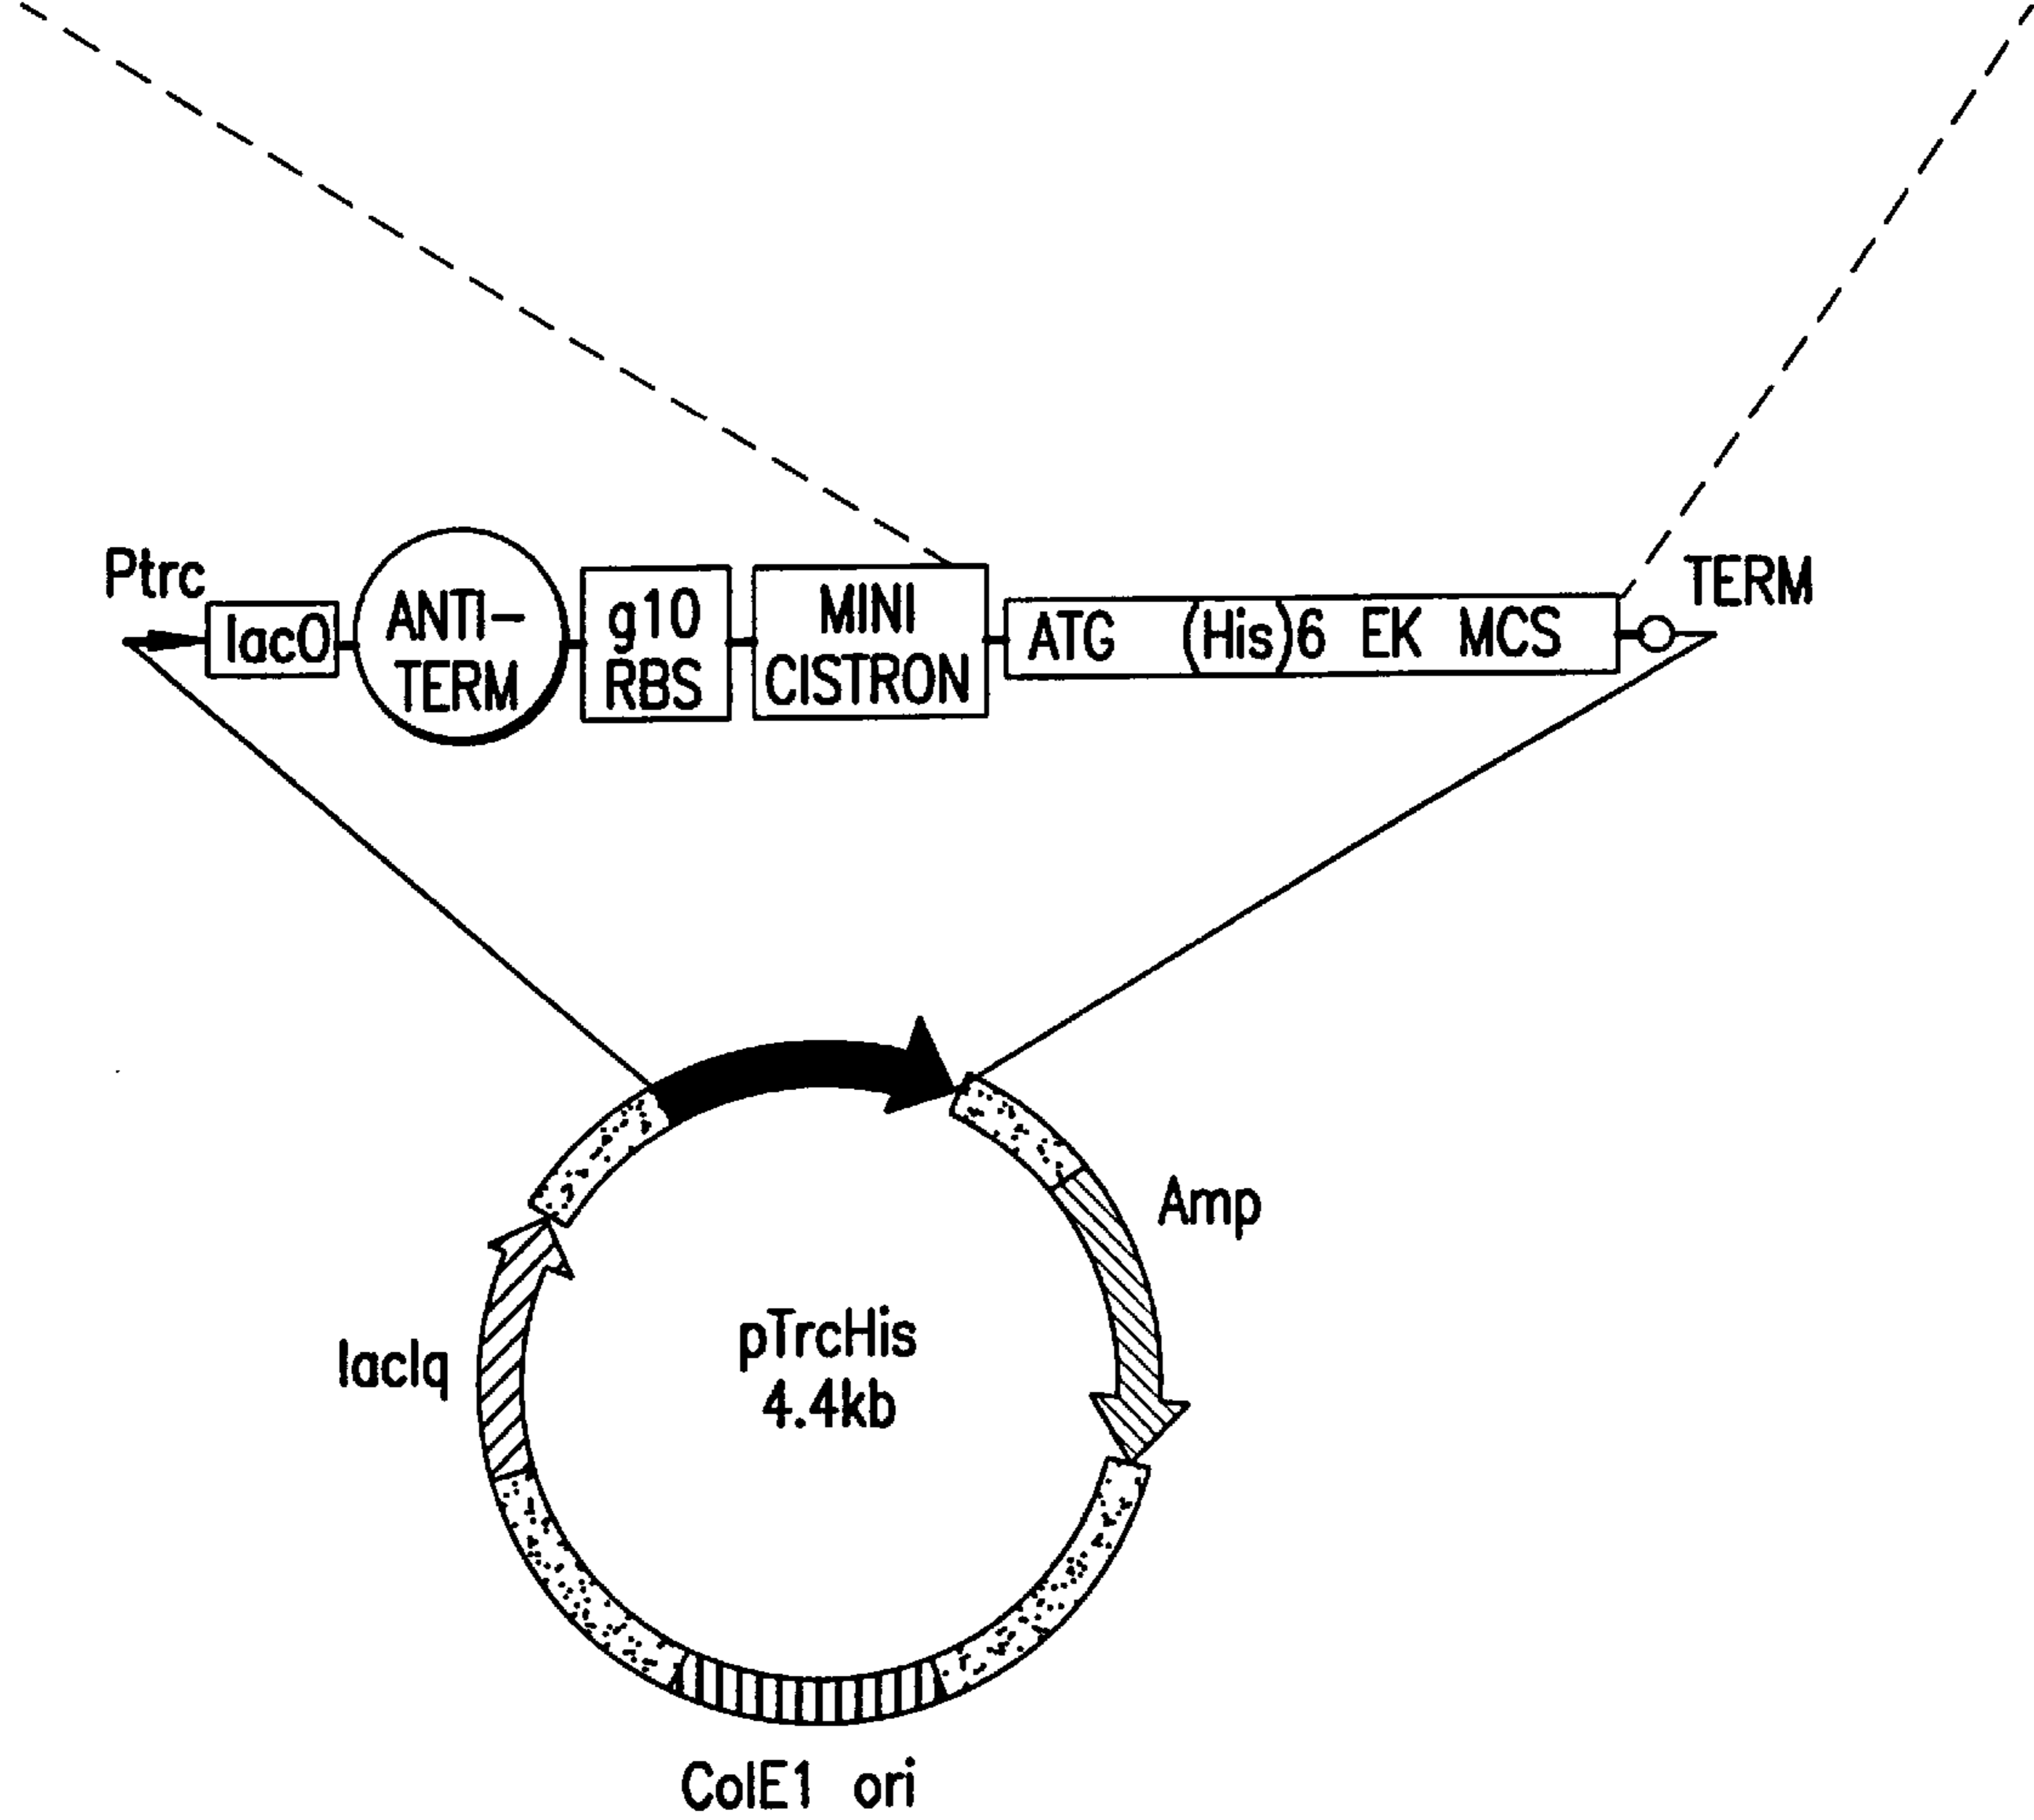 Ptrc
lacO
ANTI-
TERM
g10
RBS
MINI
CISTRON
ATG (His)6 EK MCS
TERM
Amp
lacIq
pTrcHis
4.4kb
ColE1 ori